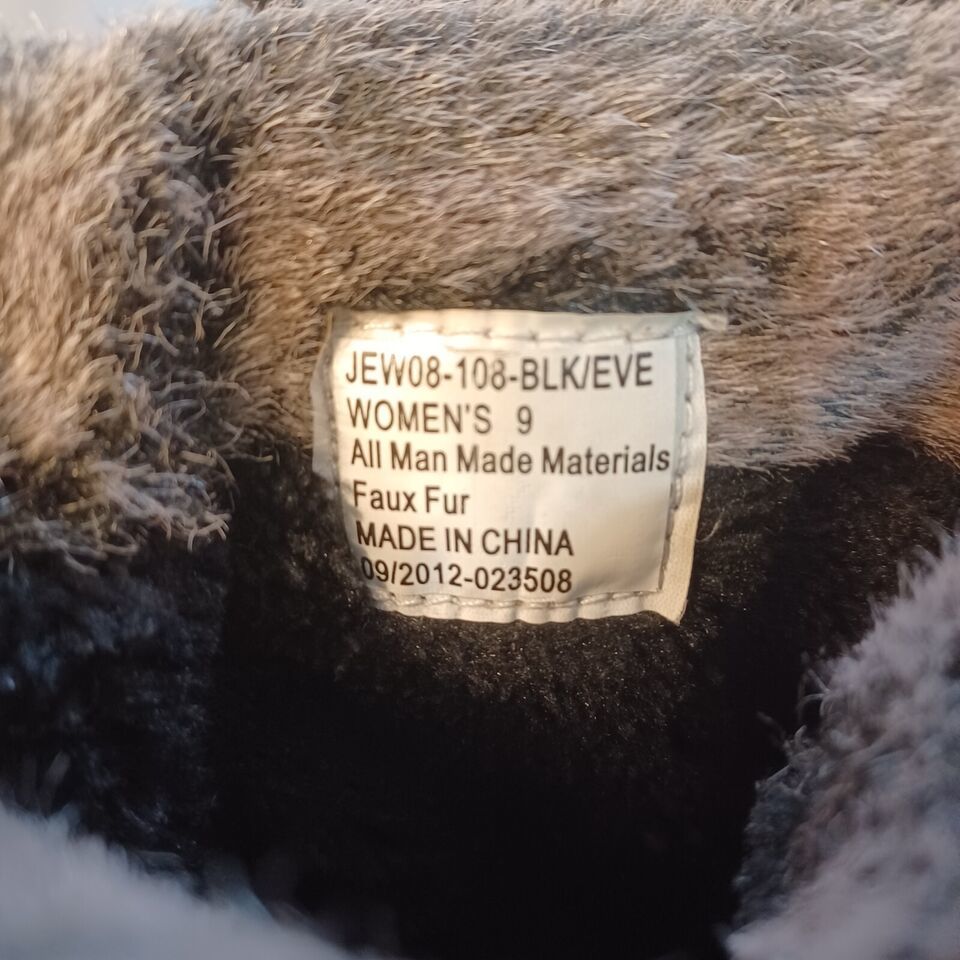 JEW08-108-BLK/EVE
WOMEN'S 9
All Man Made Materials
Faux Fur
MADE IN CHINA
09/2012-023508